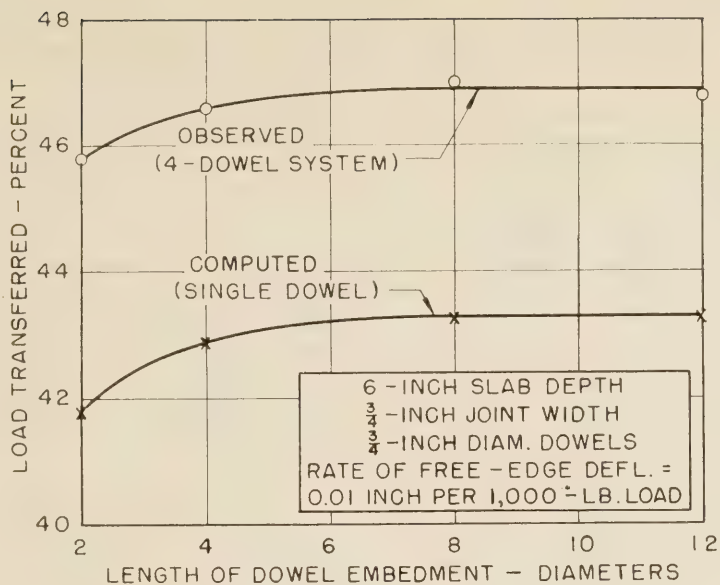 48
46
44
42
40
LOAD TRANSFERRED - PERCENT
OBSERVED
(4-DOWEL SYSTEM)
COMPUTED
(SINGLE DOWEL)
6-INCH SLAB DEPTH
3/4-INCH JOINT WIDTH
3/4-INCH DIAM. DOWELS
RATE OF FREE-EDGE DEFL. =
0.01 INCH PER 1,000-LB. LOAD
2 4 6 8 10 12
LENGTH OF DOWEL EMBEDMENT - DIAMETERS